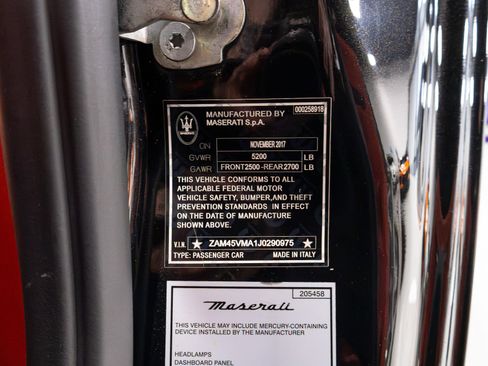 000258918
MANUFACTURED BY
MASERATI S.p.A.
ON NOVEMBER 2017
GVWR 5200 LB
GAWR FRONT2500-REAR2700 LB
THIS VEHICLE CONFORMS TO ALL
APPLICABLE FEDERAL MOTOR
VEHICLE SAFETY, BUMPER, AND THEFT
PREVENTION STANDARDS IN EFFECT
ON THE DATE OF MANUFACTURE
SHOWN ABOVE.
V.I.N. ★ ZAM45VMA1J0290975 ★
TYPE: PASSENGER CAR MADE IN ITALY
205458
Maserati
THIS VEHICLE MAY INCLUDE MERCURY-CONTAINING
DEVICE INSTALLED BY THE MANUFACTURER
HEADLAMPS
DASHBOARD PANEL